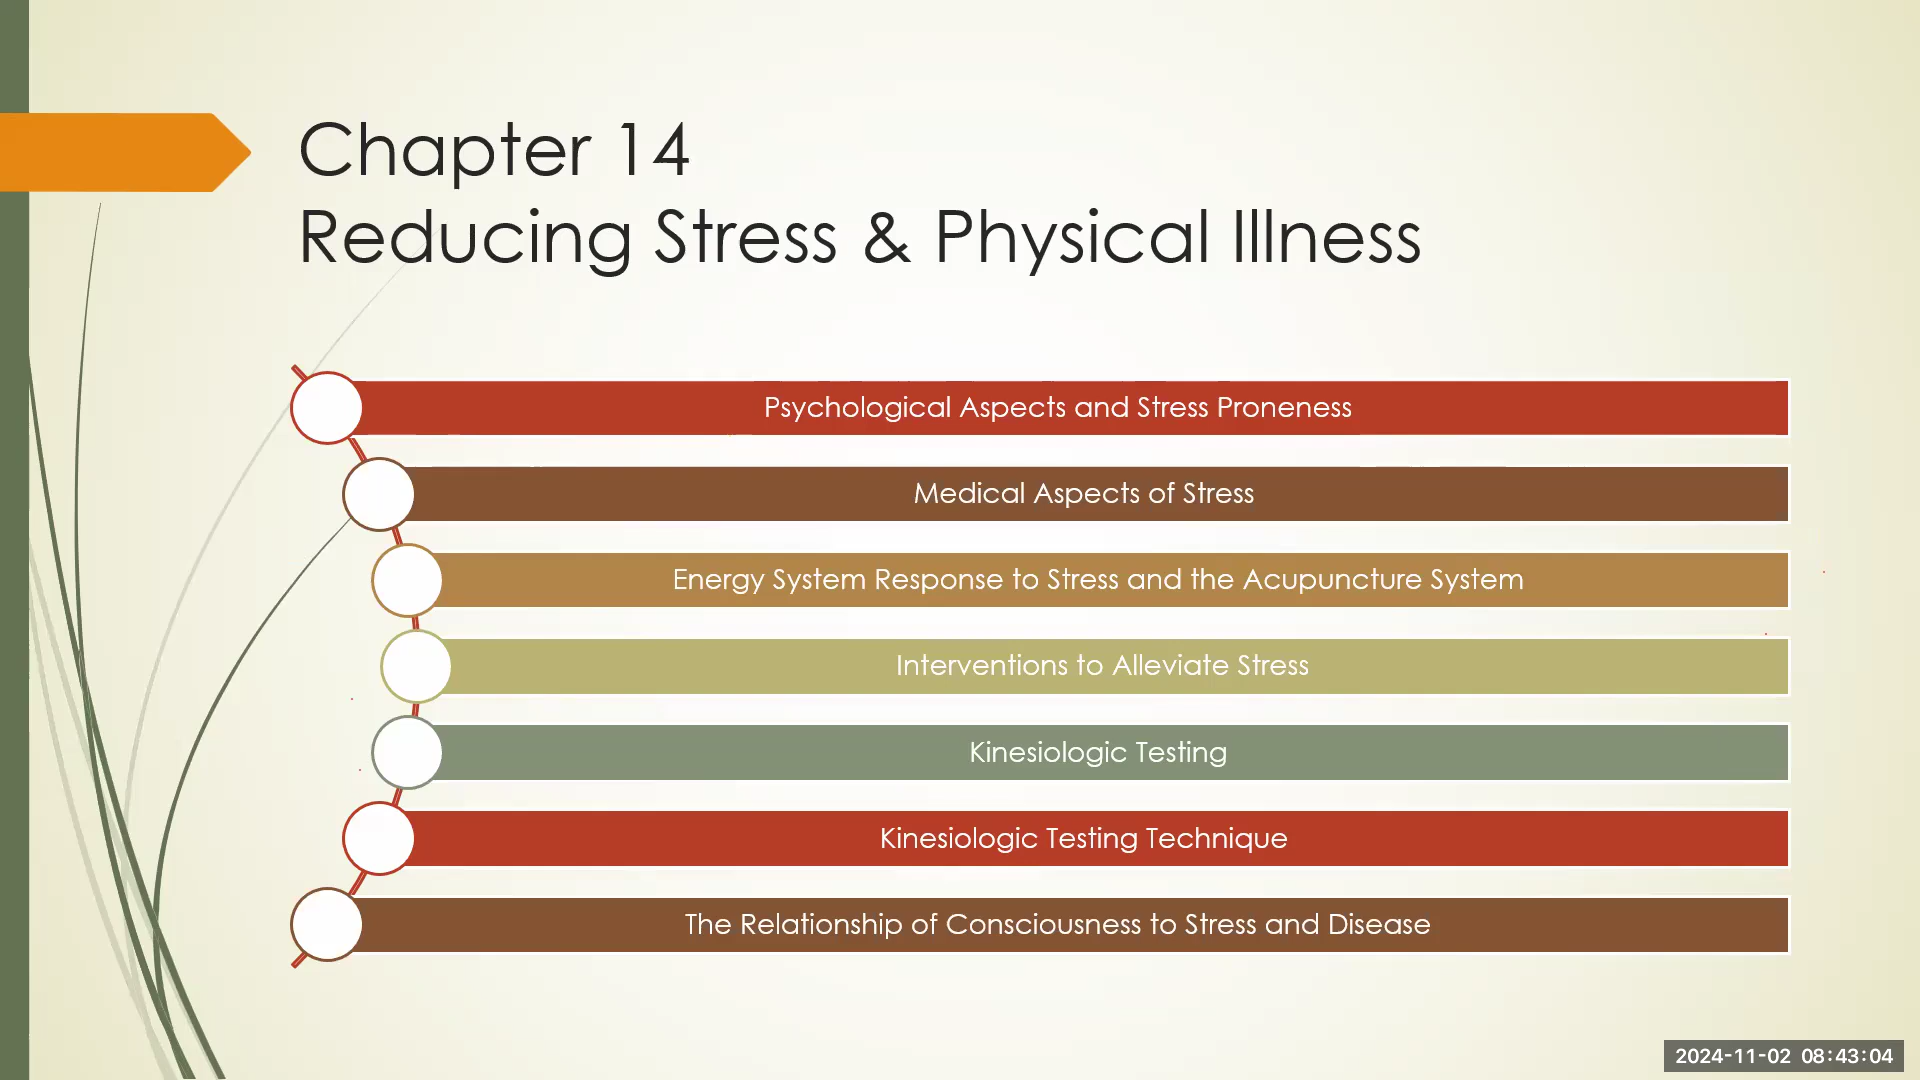 Chapter 14
Reducing Stress & Physical Illness
Psychological Aspects and Stress Proneness
Medical Aspects of Stress
Energy System Response to Stress and the Acupuncture System
Interventions to Alleviate Stress
Kinesiologic Testing
Kinesiologic Testing Technique
The Relationship of Consciousness to Stress and Disease
2024-11-02 08:43:04